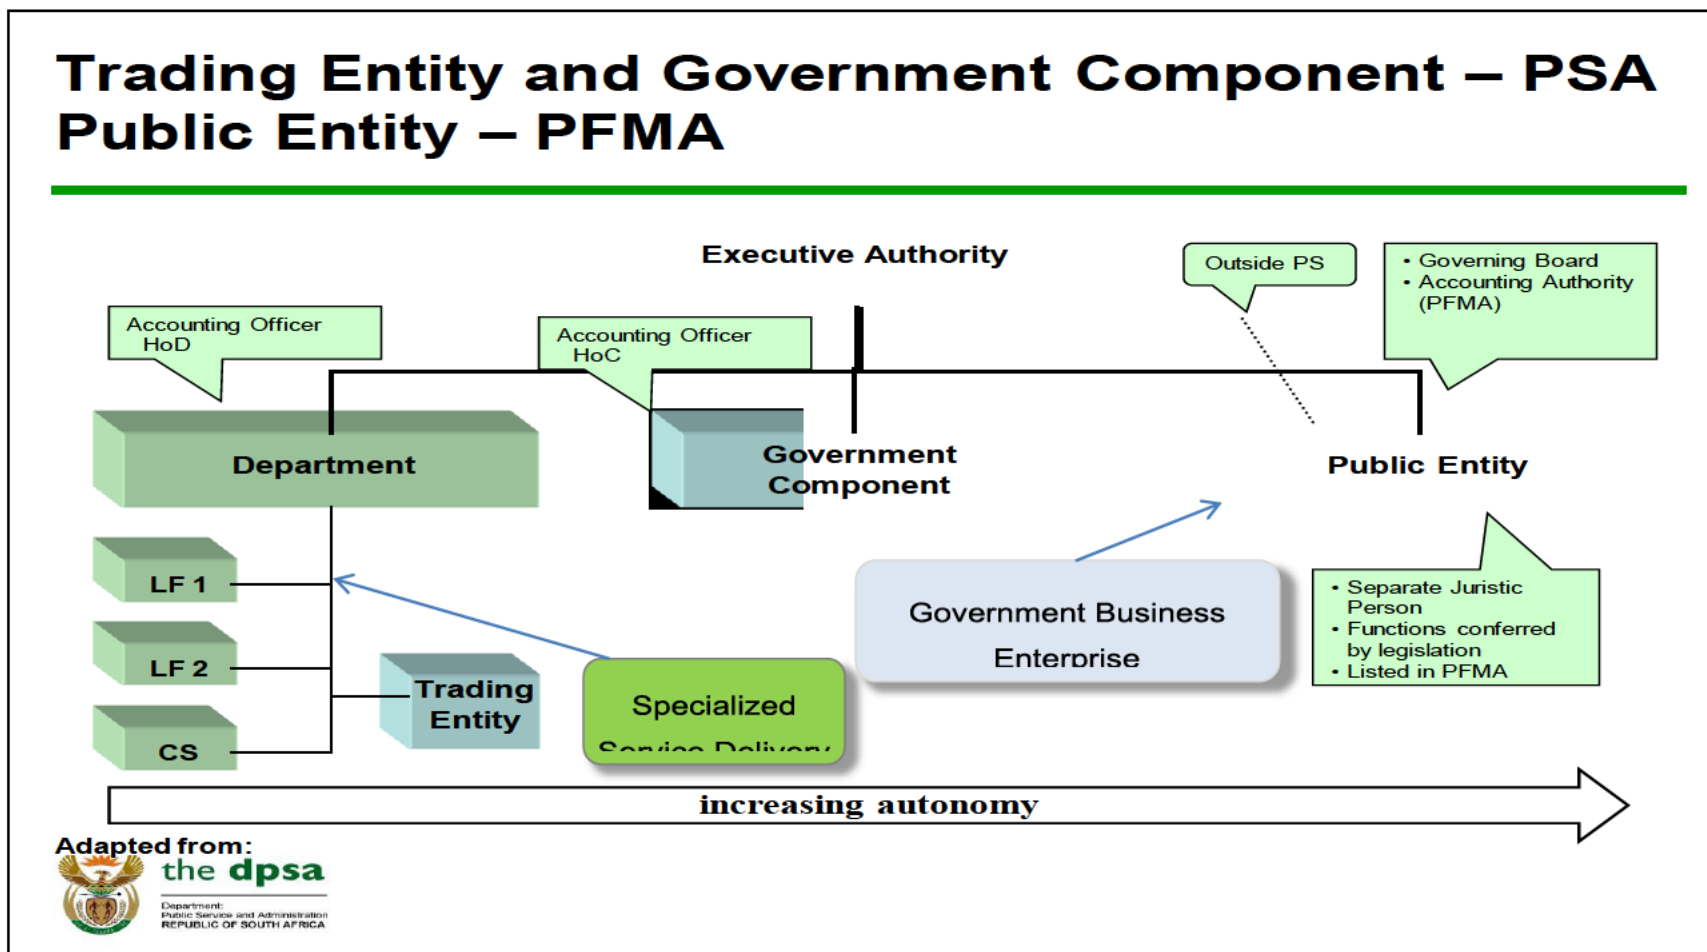 Trading Entity and Government Component – PSA
Public Entity – PFMA
Executive Authority
Outside PS
• Governing Board
• Accounting Authority
(PFMA)
Accounting Officer
HoD
Accounting Officer
HoC
Department
Government
Component
Public Entity
LF 1
LF 2
CS
Trading
Entity
Specialized
Service Delivery
Government Business
Enterprise
• Separate Juristic
Person
• Functions conferred
by legislation
• Listed in PFMA
increasing autonomy
Adapted from:
the dpsa
Department:
Public Service and Administration
REPUBLIC OF SOUTH AFRICA